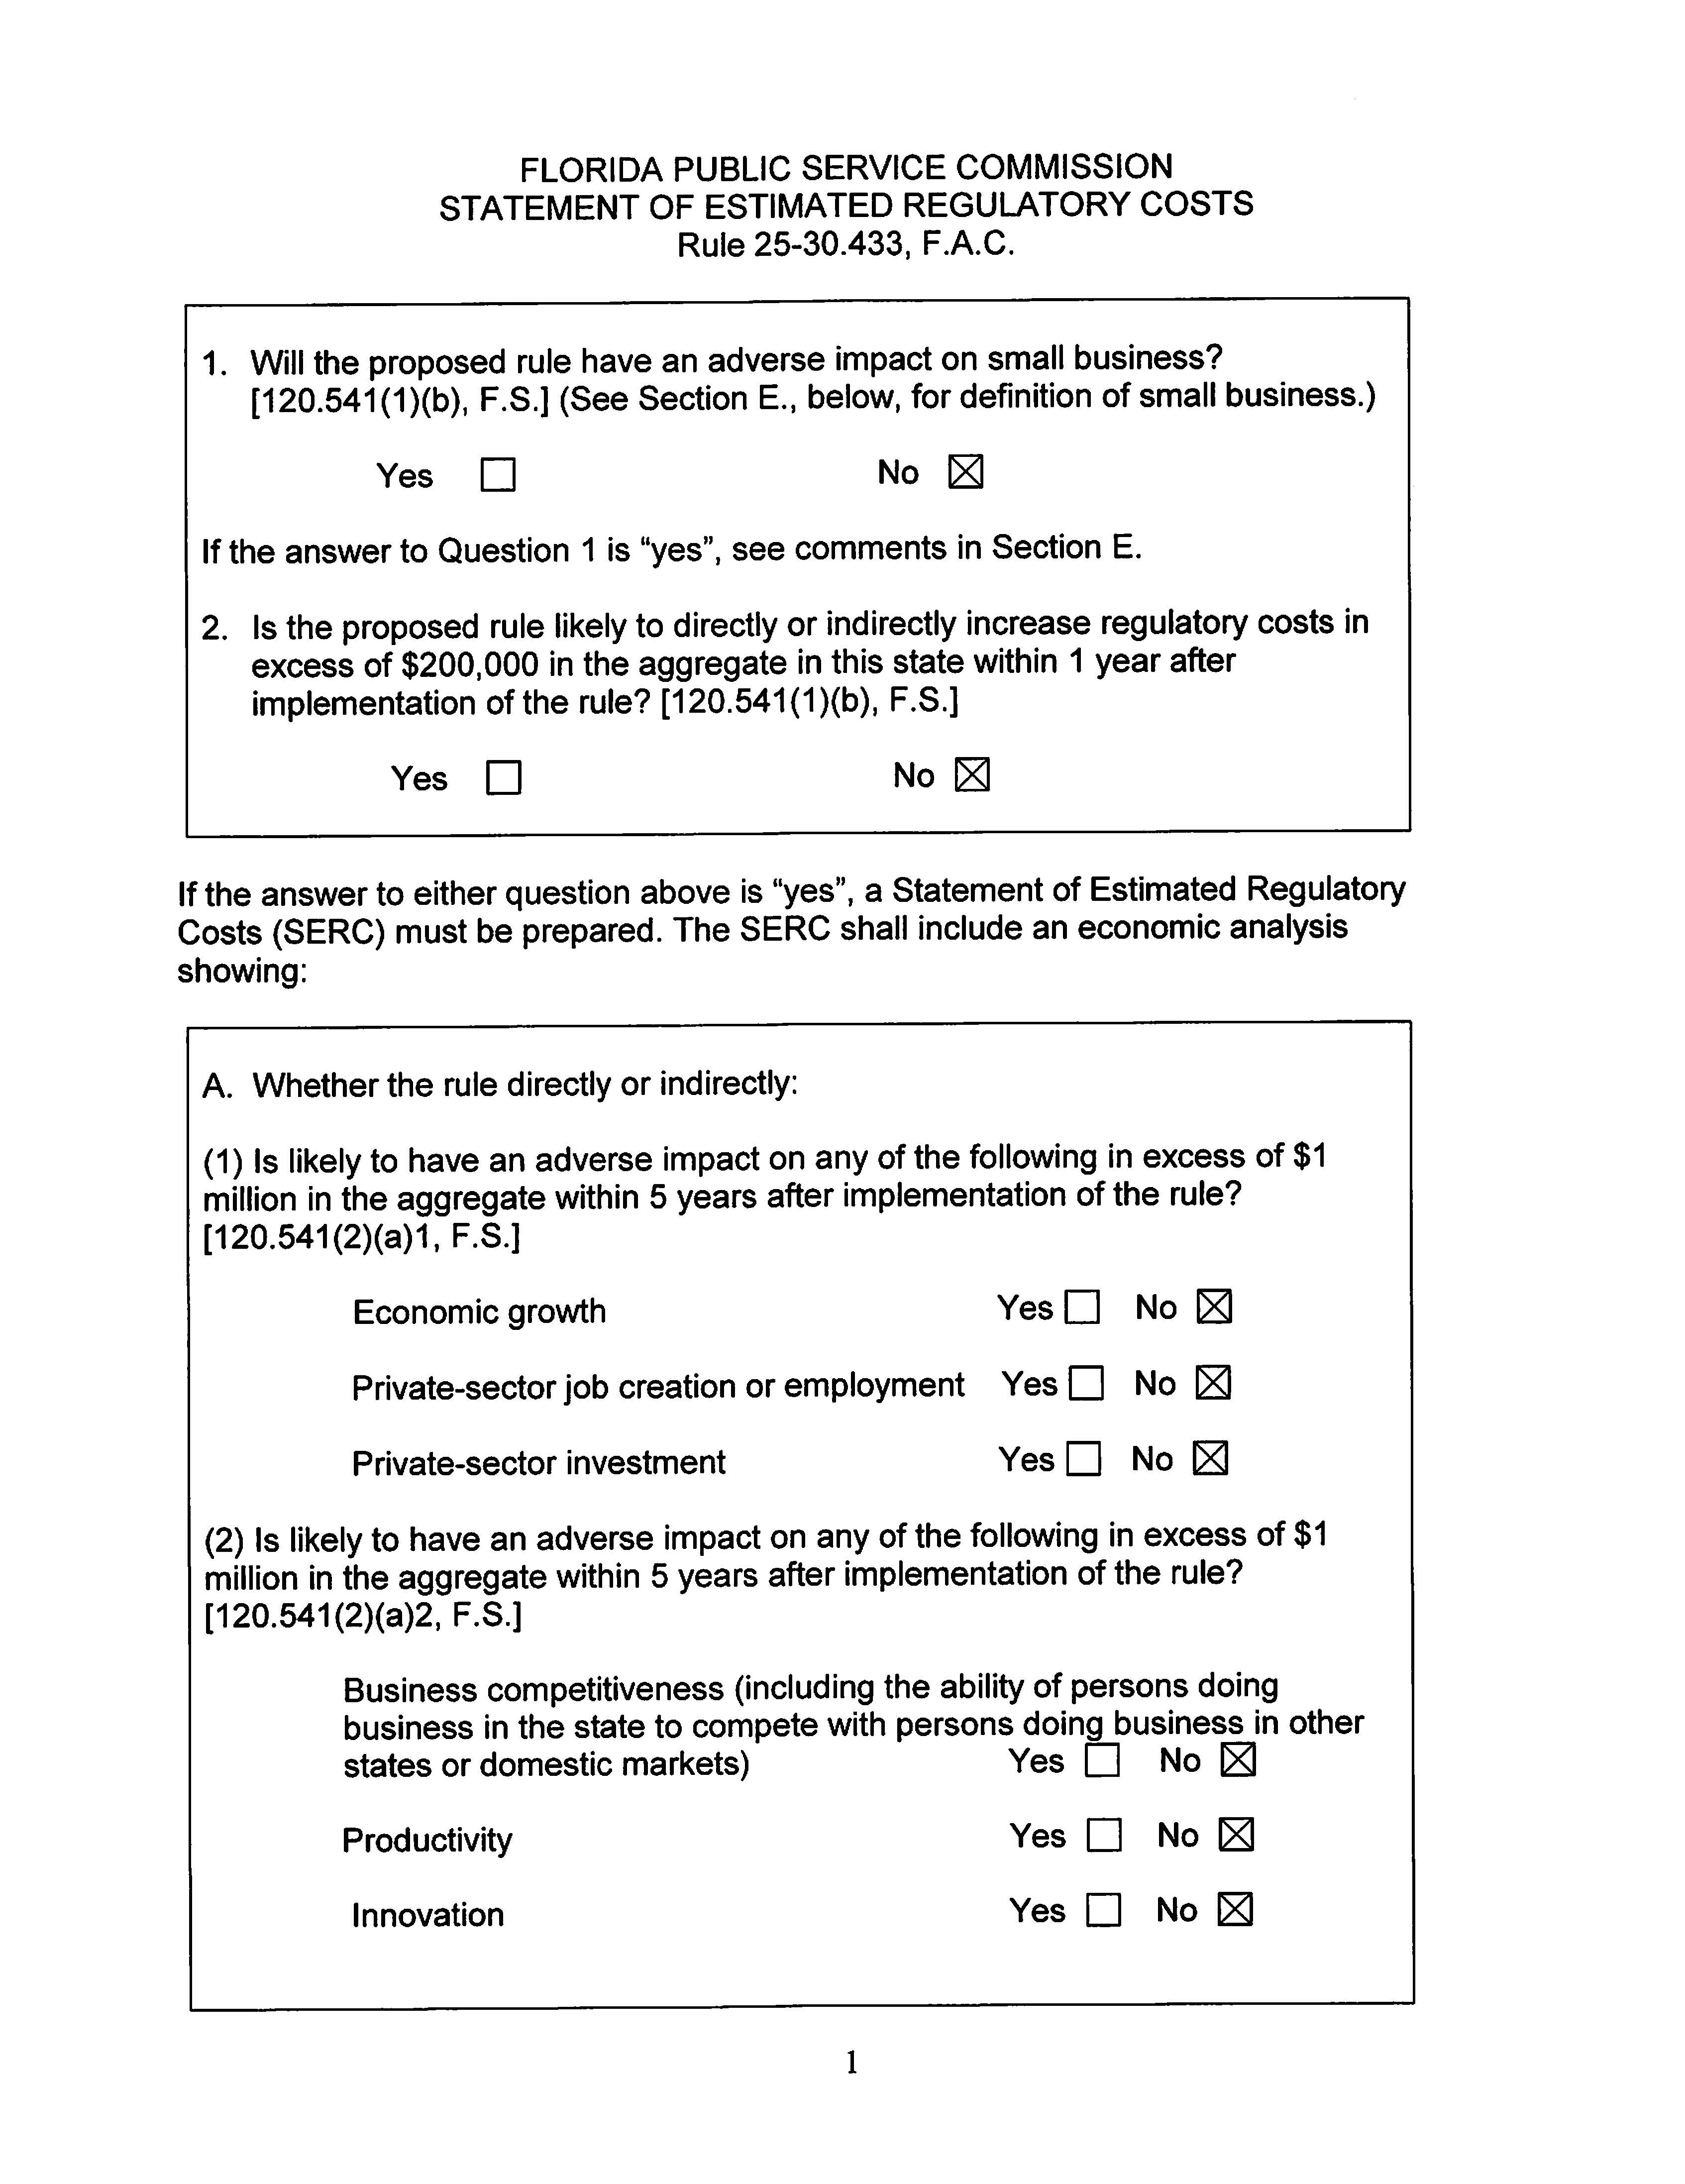 FLORIDA PUBLIC SERVICE COMMISSION
STATEMENT OF ESTIMATED REGULATORY COSTS
Rule 25-30.433, F.A.C.
1. Will the proposed rule have an adverse impact on small business?
[120.541(1)(b), F.S.] (See Section E., below, for definition of small business.)
Yes ☐ No ☒
If the answer to Question 1 is “yes”, see comments in Section E.
2. Is the proposed rule likely to directly or indirectly increase regulatory costs in
excess of $200,000 in the aggregate in this state within 1 year after
implementation of the rule? [120.541(1)(b), F.S.]
Yes ☐ No ☒
If the answer to either question above is “yes”, a Statement of Estimated Regulatory
Costs (SERC) must be prepared. The SERC shall include an economic analysis
showing:
A. Whether the rule directly or indirectly:
(1) Is likely to have an adverse impact on any of the following in excess of $1
million in the aggregate within 5 years after implementation of the rule?
[120.541(2)(a)1, F.S.]
Economic growth Yes ☐ No ☒
Private-sector job creation or employment Yes ☐ No ☒
Private-sector investment Yes ☐ No ☒
(2) Is likely to have an adverse impact on any of the following in excess of $1
million in the aggregate within 5 years after implementation of the rule?
[120.541(2)(a)2, F.S.]
Business competitiveness (including the ability of persons doing
business in the state to compete with persons doing business in other
states or domestic markets) Yes ☐ No ☒
Productivity Yes ☐ No ☒
Innovation Yes ☐ No ☒
1